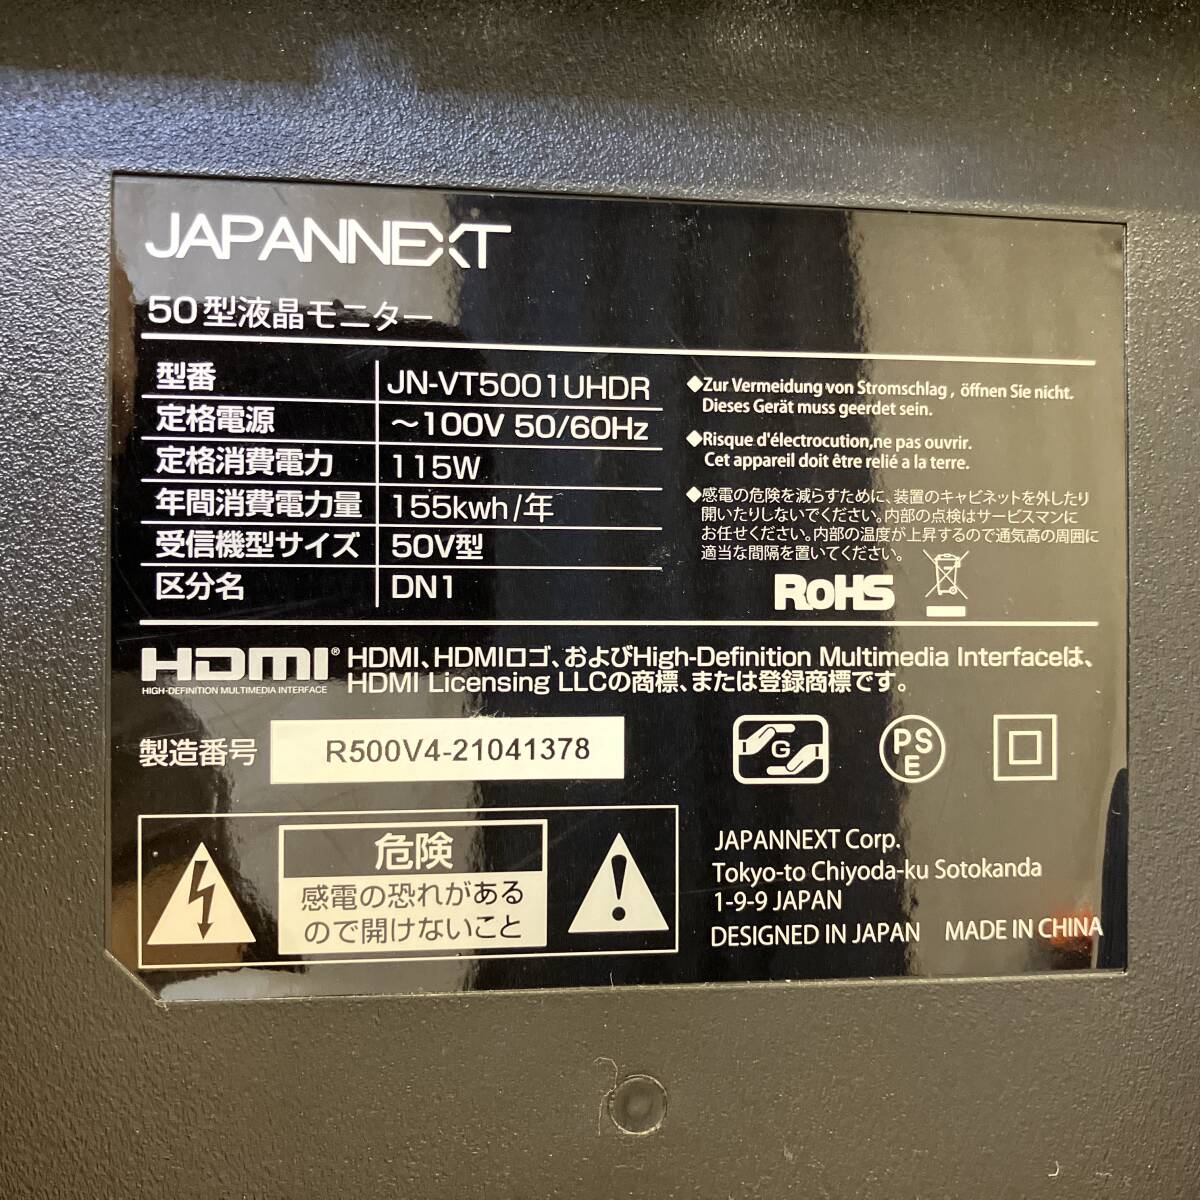 JAPANNEXT
50型液晶モニター
型番 JN-VT5001UHDR
定格電源 ～100V 50/60Hz
定格消費電力 115W
年間消費電力量 155kwh/年
受信機型サイズ 50V型
区分名 DN1
◆Zur Vermeidung von Stromschlag, öffnen Sie nicht.
Dieses Gerät muss geerdet sein.
◆Risque d'électrocution,ne pas ouvrir.
Cet appareil doit être relié a la terre.
◆感電の危険を減らすために、装置のキャビネットを外したり
開いたりしないでください。内部の点検はサービスマンに
お任せください。内部の温度が上昇するので通気高の周囲に
適当な間隔を置いてください。
RoHS
HDMI® HDMI、HDMIロゴ、およびHigh-Definition Multimedia Interfaceは、
HIGH-DEFINITION MULTIMEDIA INTERFACE HDMI Licensing LLCの商標、または登録商標です。
製造番号 R500V4-21041378
G
PS
E
危険
感電の恐れがある
ので開けないこと
JAPANNEXT Corp.
Tokyo-to Chiyoda-ku Sotokanda
1-9-9 JAPAN
DESIGNED IN JAPAN MADE IN CHINA